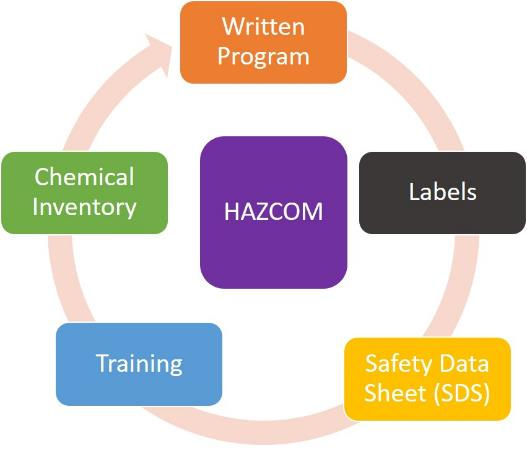 Written
Program
Labels
HAZCOM
Chemical
Inventory
Training
Safety Data
Sheet (SDS)